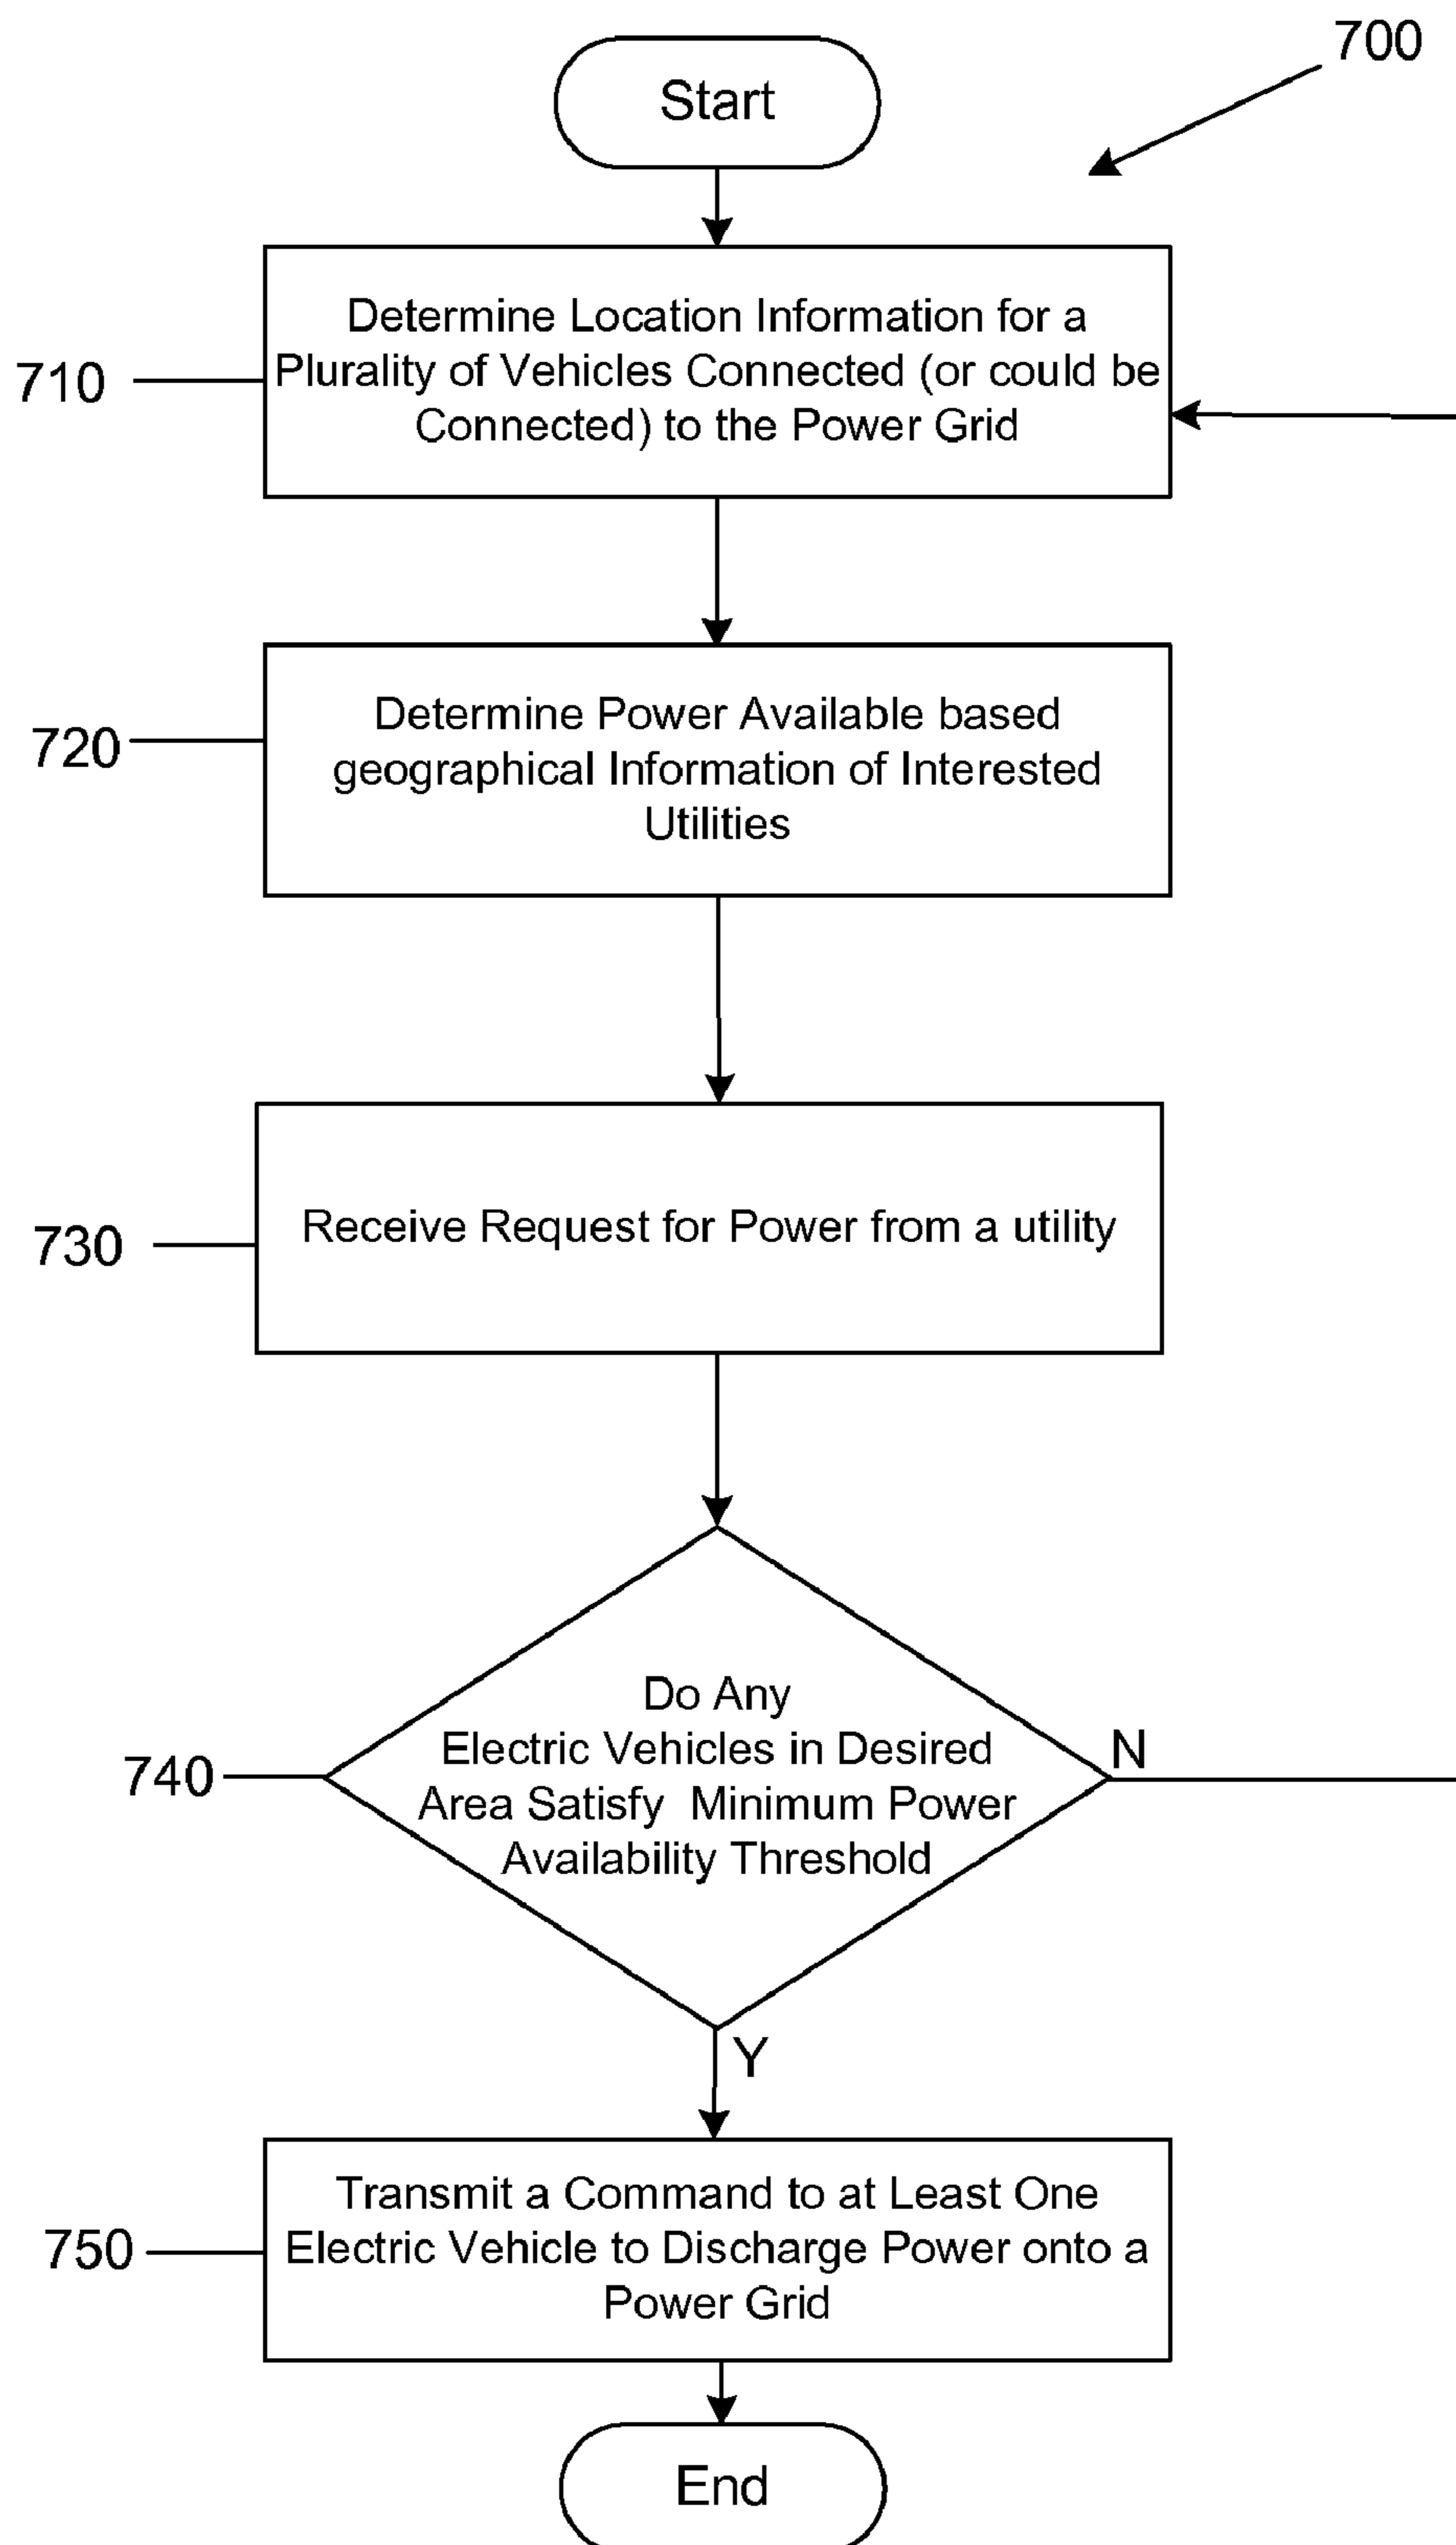 700
Start
710
Determine Location Information for a
Plurality of Vehicles Connected (or could be
Connected) to the Power Grid
720
Determine Power Available based
geographical Information of Interested
Utilities
730
Receive Request for Power from a utility
740
Do Any
Electric Vehicles in Desired
Area Satisfy Minimum Power
Availability Threshold
N
Y
750
Transmit a Command to at Least One
Electric Vehicle to Discharge Power onto a
Power Grid
End